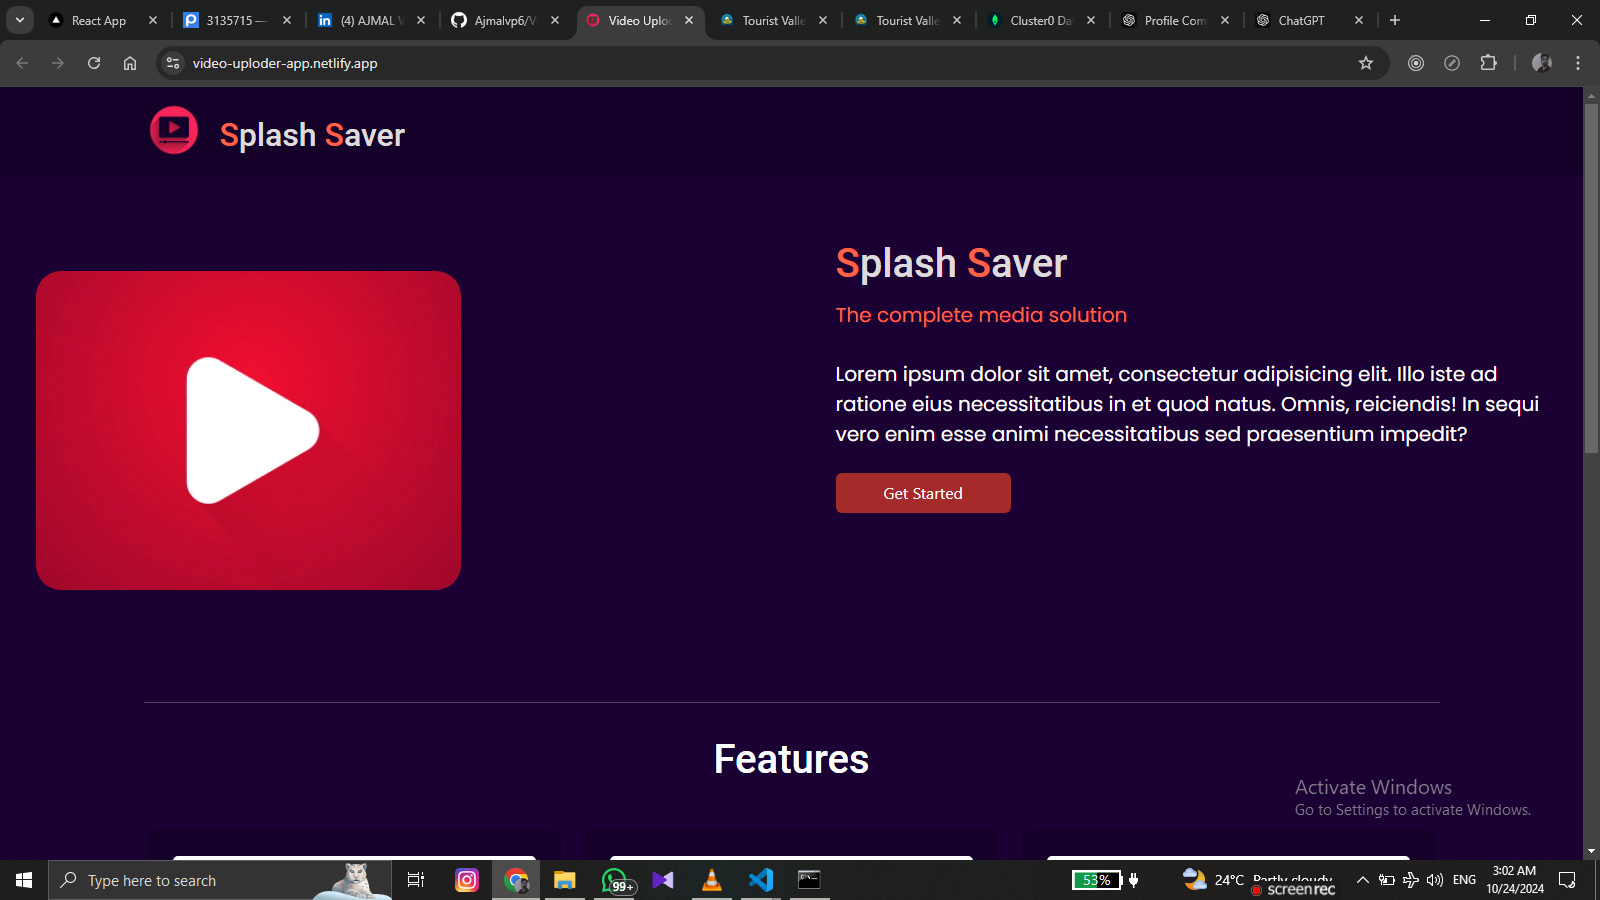 React App
3135715 —
(4) AJMAL V
Ajmalvp6/Vi
Video Uploc
Tourist Valle
Tourist Valle
Cluster0 Da
Profile Com
ChatGPT
video-uploder-app.netlify.app
Splash Saver
Splash Saver
The complete media solution
Lorem ipsum dolor sit amet, consectetur adipisicing elit. Illo iste ad
ratione eius necessitatibus in et quod natus. Omnis, reiciendis! In sequi
vero enim esse animi necessitatibus sed praesentium impedit?
Get Started
Features
Activate Windows
Go to Settings to activate Windows.
Type here to search
99+
53%
24°C Partly cloudy
screenrec
ENG
3:02 AM
10/24/2024